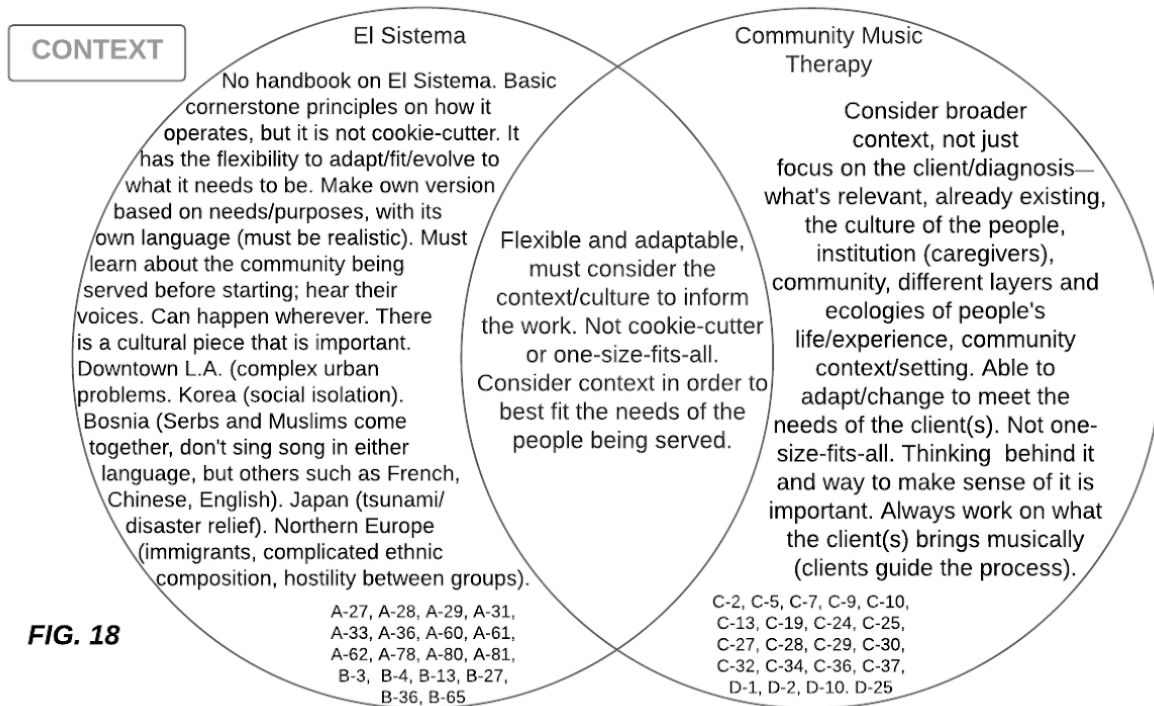 CONTEXT
El Sistema
No handbook on El Sistema. Basic
cornerstone principles on how it
operates, but it is not cookie-cutter. It
has the flexibility to adapt/fit/evolve to
what it needs to be. Make own version
based on needs/purposes, with its
own language (must be realistic). Must
learn about the community being
served before starting; hear their
voices. Can happen wherever. There
is a cultural piece that is important.
Downtown L.A. (complex urban
problems. Korea (social isolation).
Bosnia (Serbs and Muslims come
together, don't sing song in either
language, but others such as French,
Chinese, English). Japan (tsunami/
disaster relief). Northern Europe
(immigrants, complicated ethnic
composition, hostility between groups).
A-27, A-28, A-29, A-31,
A-33, A-36, A-60, A-61,
A-62, A-78, A-80, A-81,
B-3, B-4, B-13, B-27,
B-36, B-65
Flexible and adaptable,
must consider the
context/culture to inform
the work. Not cookie-cutter
or one-size-fits-all.
Consider context in order to
best fit the needs of the
people being served.
Community Music
Therapy
Consider broader
context, not just
focus on the client/diagnosis—
what's relevant, already existing,
the culture of the people,
institution (caregivers),
community, different layers and
ecologies of people's
life/experience, community
context/setting. Able to
adapt/change to meet the
needs of the client(s). Not one-
size-fits-all. Thinking behind it
and way to make sense of it is
important. Always work on what
the client(s) brings musically
(clients guide the process).
C-2, C-5, C-7, C-9, C-10,
C-13, C-19, C-24, C-25,
C-27, C-28, C-29, C-30,
C-32, C-34, C-36, C-37,
D-1, D-2, D-10. D-25
FIG. 18